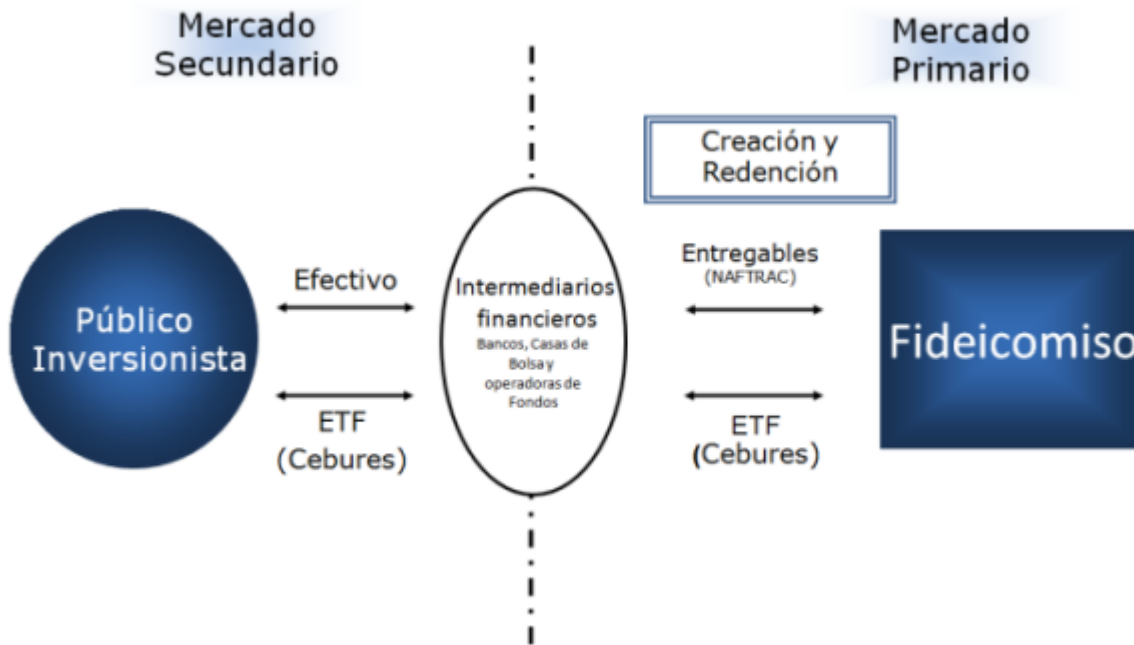 Mercado
Secundario
Mercado
Primario
Creación y
Redención
Público
Inversionista
Efectivo
ETF
(Cebures)
Intermediarios
financieros
Bancos, Casas de
Bolsa y
operadoras de
Fondos
Entregables
(NAFTRAC)
ETF
(Cebures)
Fideicomiso